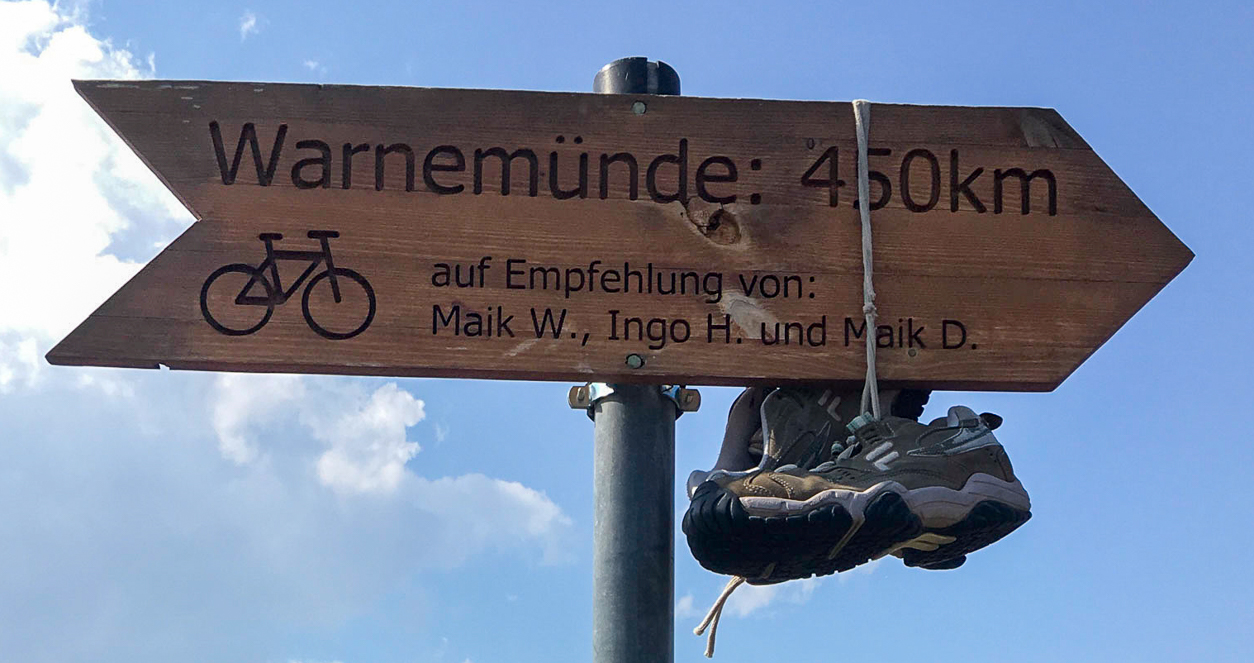 Warnemünde: 450km
auf Empfehlung von:
Maik W., Ingo H. und Maik D.